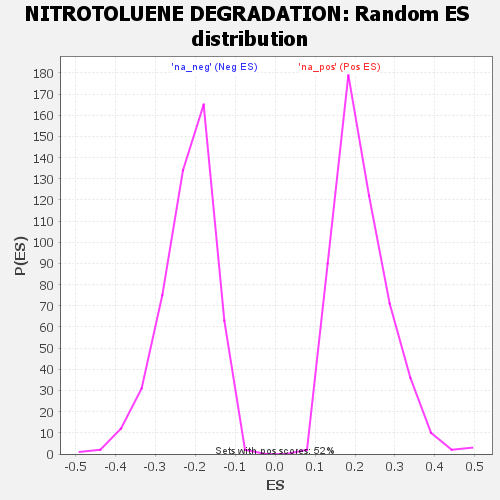 NITROTOLUENE DEGRADATION: Random ES
distribution
'na_neg' (Neg ES) 'na_pos' (Pos ES)
180
170
160
150
140
130
120
110
100
90
80
70
60
50
40
30
20
10
0
P(ES)
Sets with pos scores: 52%
-0.5 -0.4 -0.3 -0.2 -0.1 0.0 0.1 0.2 0.3 0.4 0.5
ES